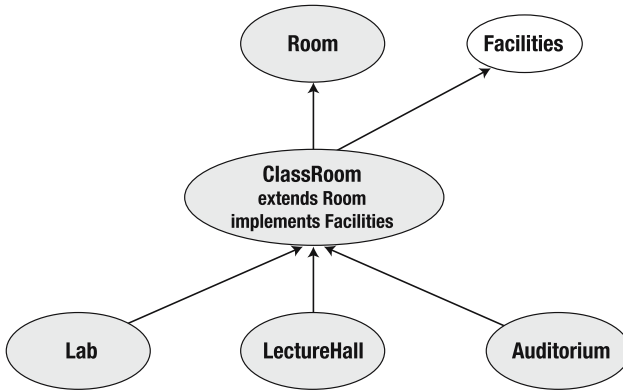 Room
Facilities
ClassRoom
extends Room
implements Facilities
Lab
LectureHall
Auditorium